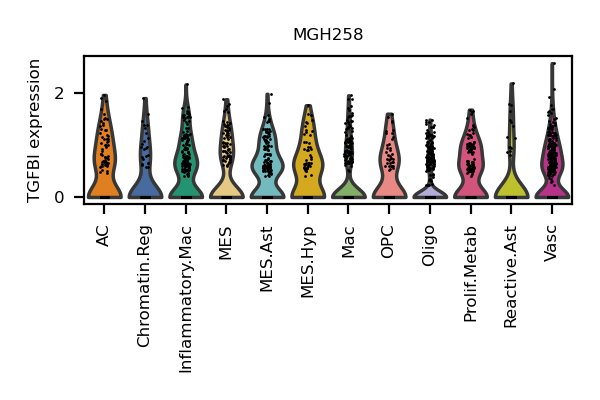 MGH258
TGFBI expression
2
0
AC
Chromatin.Reg
Inflammatory.Mac
MES
MES.Ast
MES.Hyp
Mac
OPC
Oligo
Prolif.Metab
Reactive.Ast
Vasc